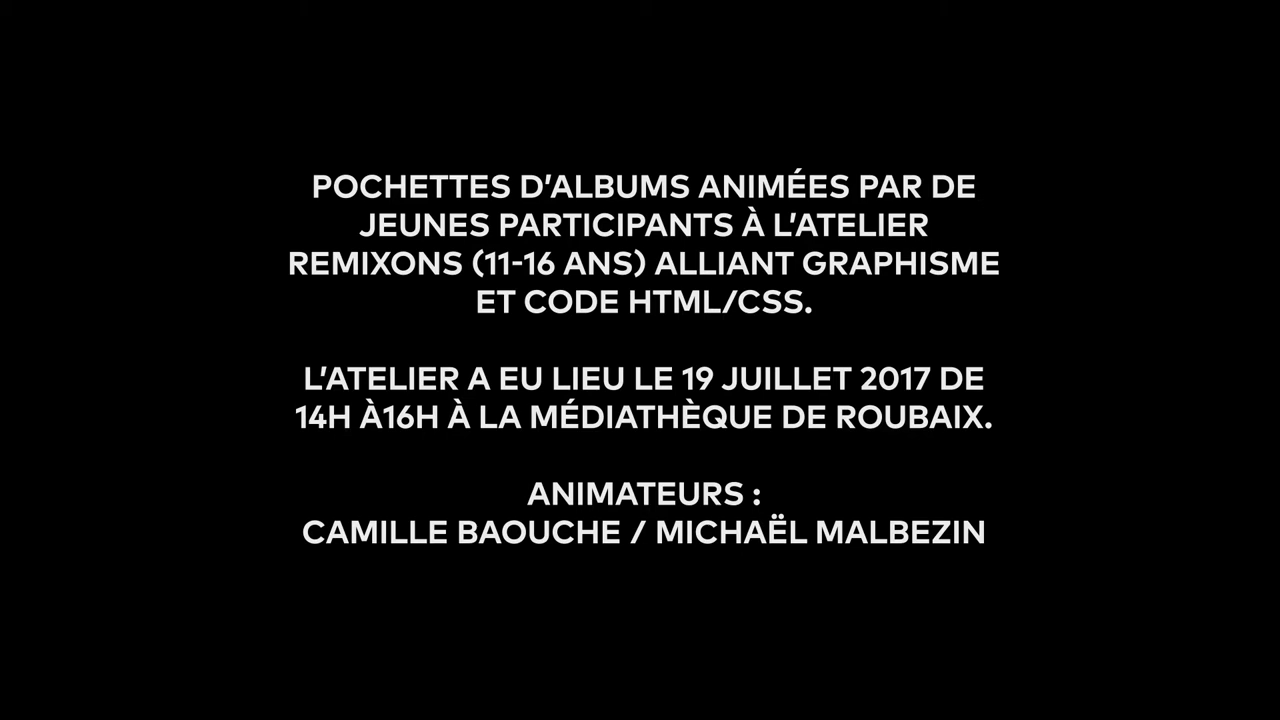 POCHETTES D'ALBUMS ANIMÉES PAR DE
JEUNES PARTICIPANTS À L'ATELIER
REMIXONS (11-16 ANS) ALLIANT GRAPHISME
ET CODE HTML/CSS.
L'ATELIER A EU LIEU LE 19 JUILLET 2017 DE
14H À16H À LA MÉDIATHÈQUE DE ROUBAIX.
ANIMATEURS :
CAMILLE BAOUCHE / MICHAËL MALBEZIN